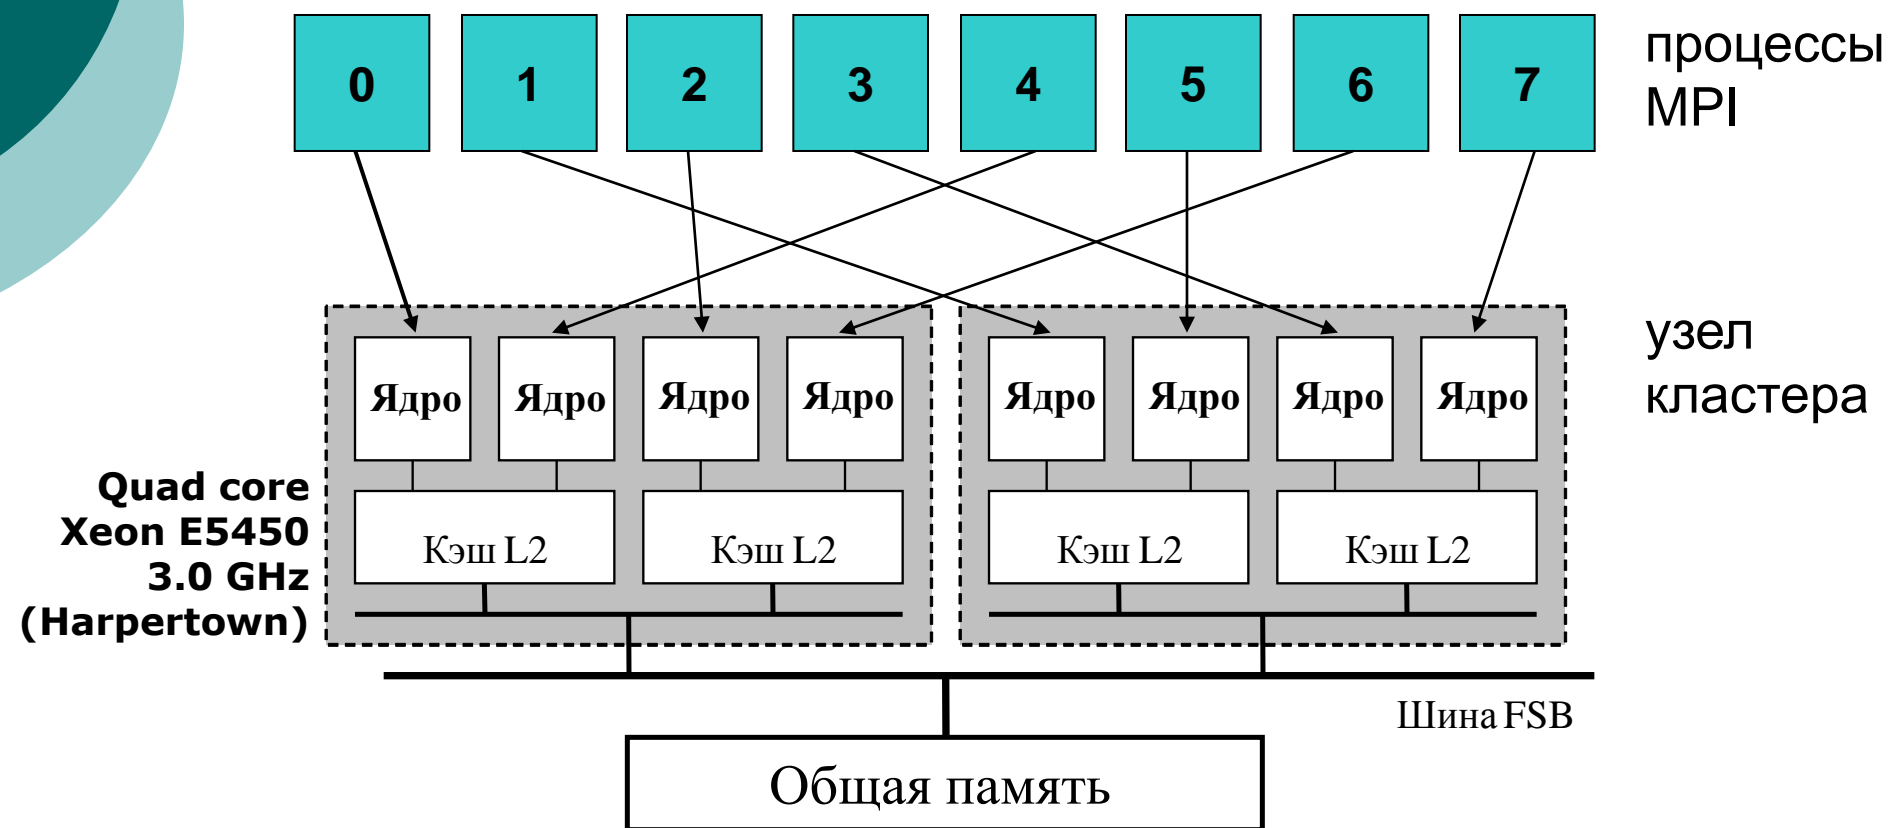 0 1 2 3 4 5 6 7
процессы
MPI
узел
кластера
Ядро Ядро Ядро Ядро Ядро Ядро Ядро Ядро
Quad core
Xeon E5450
3.0 GHz
(Harpertown)
Кэш L2 Кэш L2 Кэш L2 Кэш L2
Шина FSB
Общая память